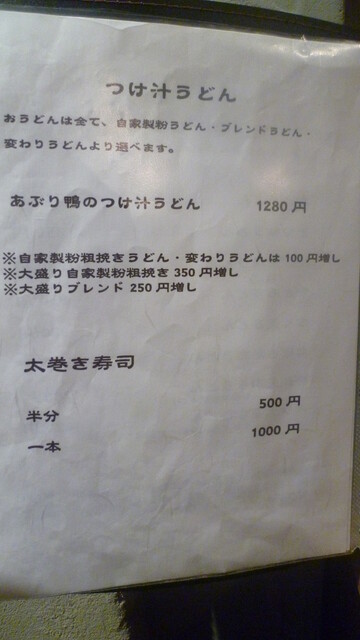 つけ汁うどん
おうどんは全て、自家製粉うどん・ブレンドうどん・
変わりうどんより選べます。
あぶり鴨のつけ汁うどん 1280円
※自家製粉粗挽きうどん・変わりうどんは100円増し
※大盛り自家製粉粗挽き350円増し
※大盛りブレンド 250円増し
太巻き寿司
半分 500円
一本 1000円